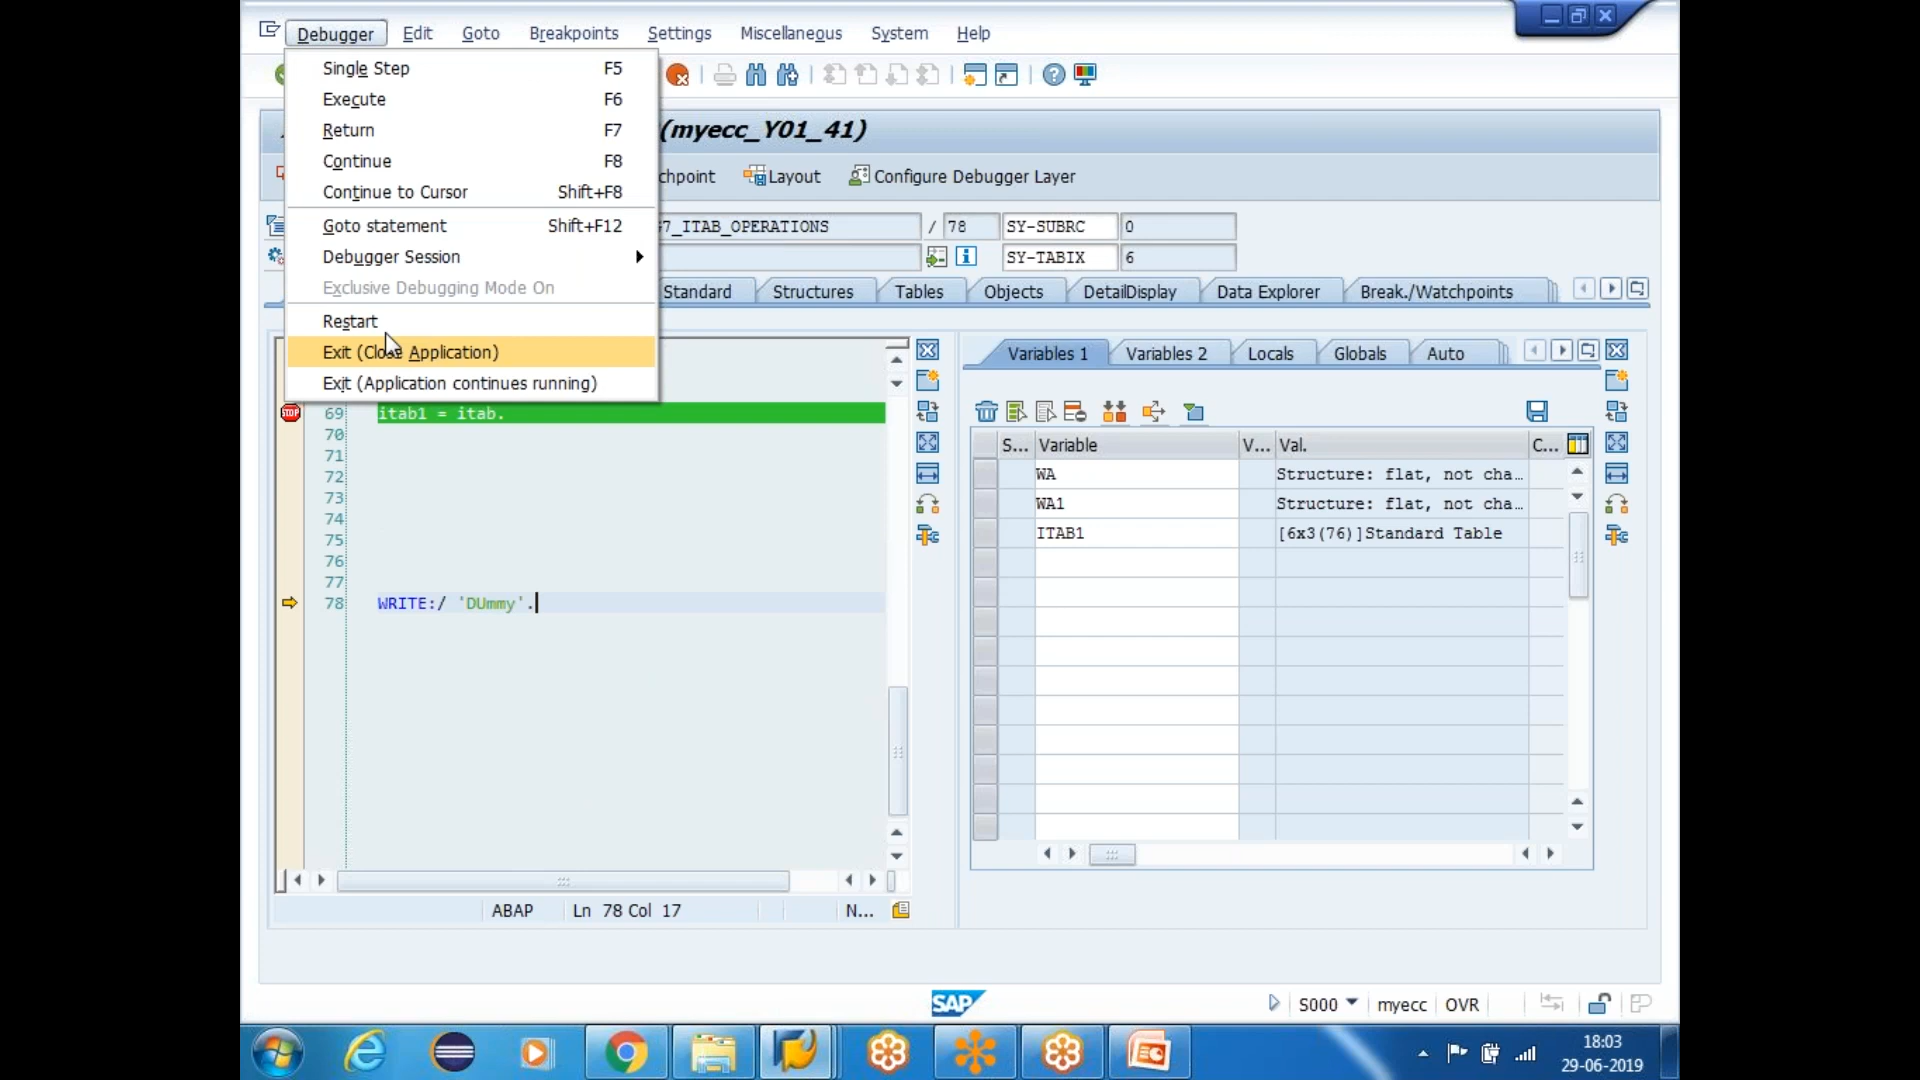 Debugger Edit Goto Breakpoints Settings Miscellaneous System Help
Single Step F5
Execute F6
Return F7
Continue F8
Continue to Cursor Shift+F8
Goto statement Shift+F12
Debugger Session
Exclusive Debugging Mode On
Restart
Exit (Close Application)
Exit (Application continues running)
(myecc_Y01_41)
chpoint Layout Configure Debugger Layer
7_ITAB_OPERATIONS / 78 SY-SUBRC 0
SY-TABIX 6
Standard Structures Tables Objects DetailDisplay Data Explorer Break./Watchpoints
Variables 1 Variables 2 Locals Globals Auto
S... Variable V... Val. C...
WA Structure: flat, not cha…
WA1 Structure: flat, not cha…
ITAB1 [6x3(76)]Standard Table
STOP 69 itab1 = itab.
70
71
72
73
74
75
76
77
78 WRITE:/ 'DUmmy'.
ABAP Ln 78 Col 17 N...
SAP S000 myecc OVR
18:03
29-06-2019